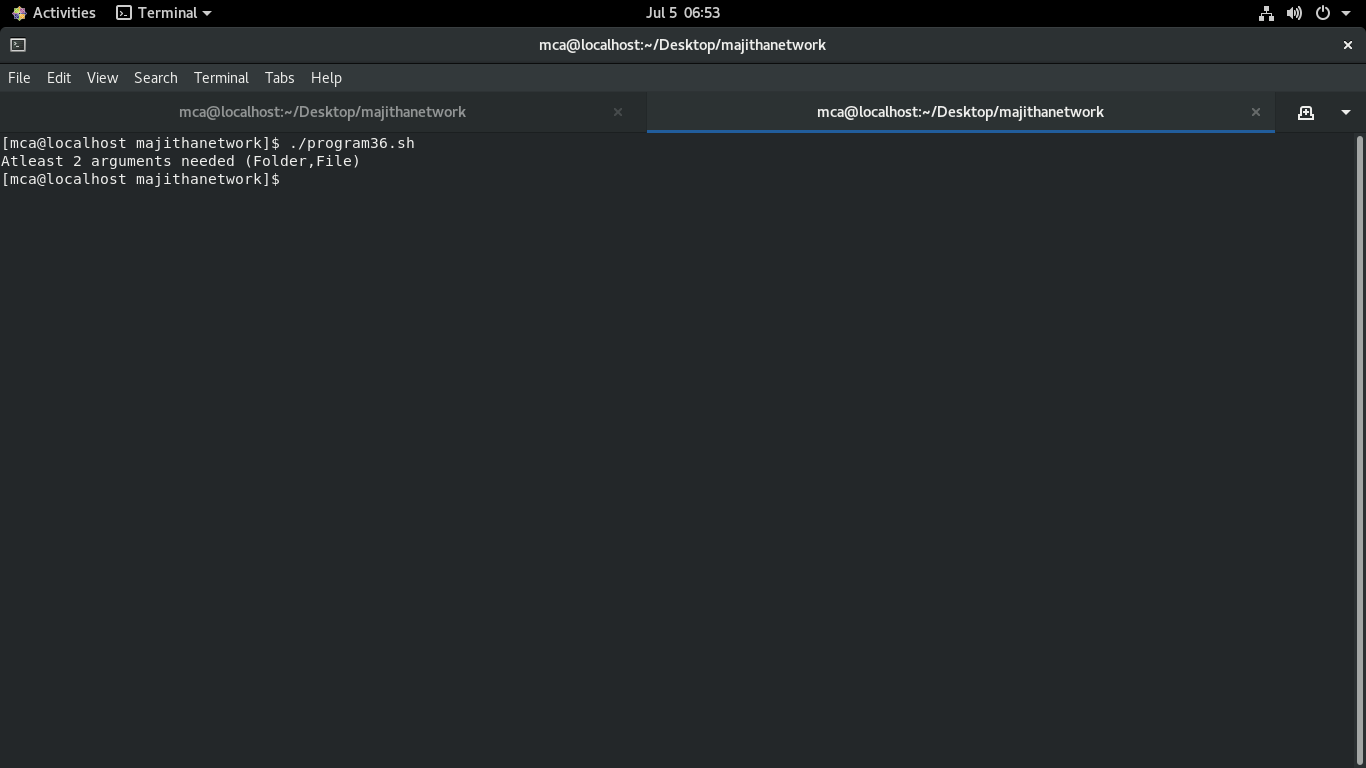 Activities Terminal Jul 5 06:53
mca@localhost:~/Desktop/majithanetwork
File Edit View Search Terminal Tabs Help
mca@localhost:~/Desktop/majithanetwork mca@localhost:~/Desktop/majithanetwork
[mca@localhost majithanetwork]$ ./program36.sh
Atleast 2 arguments needed (Folder,File)
[mca@localhost majithanetwork]$